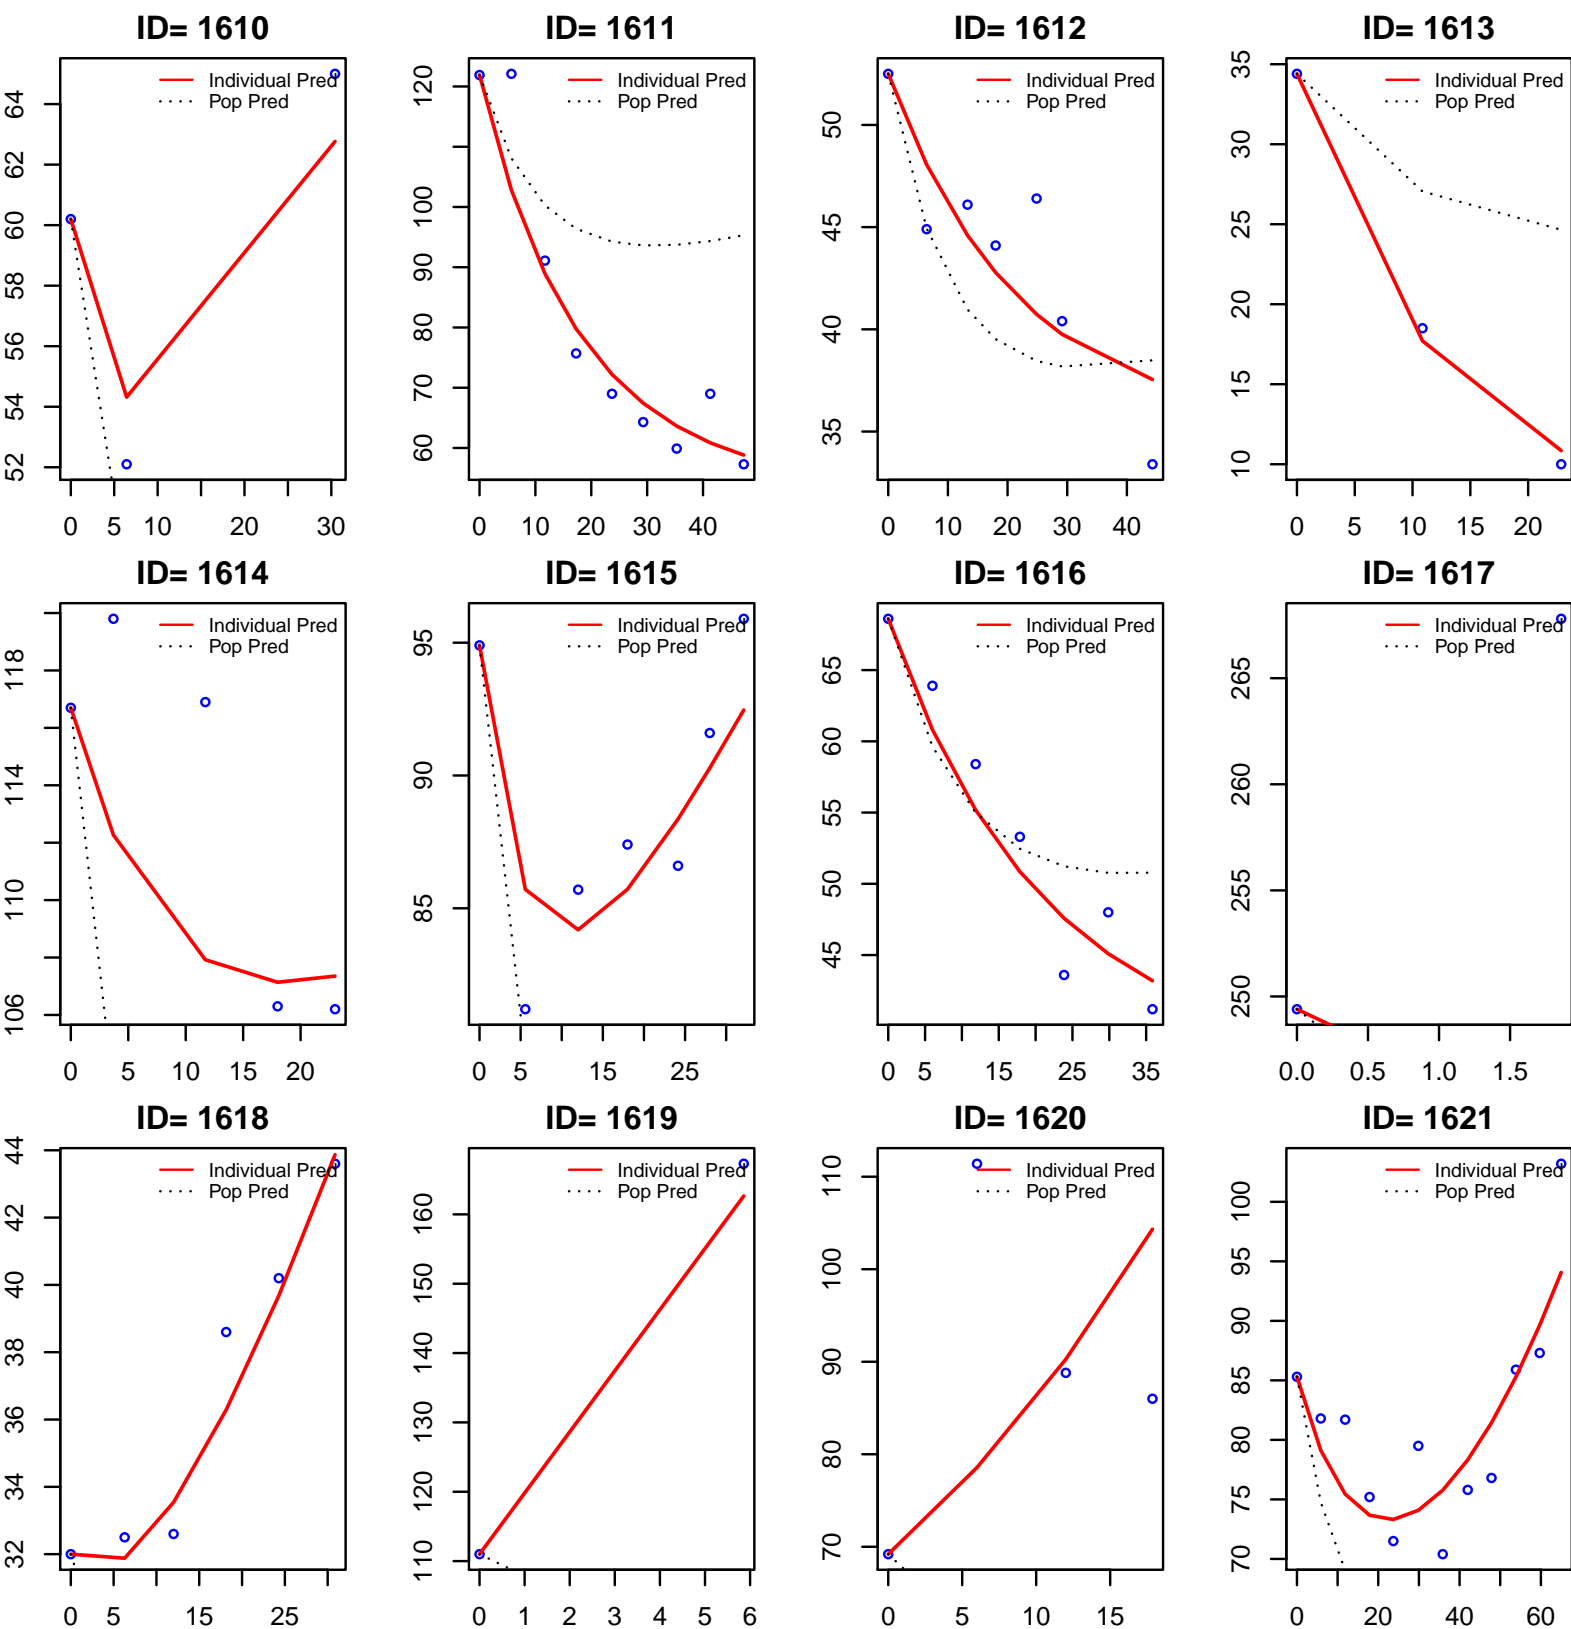 ID= 1610
Individual Pred
Pop Pred
52 54 56 58 60 62 64
0 5 10 20 30
ID= 1611
Individual Pred
Pop Pred
60 70 80 90 100 120
0 10 20 30 40
ID= 1612
Individual Pred
Pop Pred
35 40 45 50
0 10 20 30 40
ID= 1613
Individual Pred
Pop Pred
10 15 20 25 30 35
0 5 10 15 20
ID= 1614
Individual Pred
Pop Pred
106 110 114 118
0 5 10 15 20
ID= 1615
Individual Pred
Pop Pred
85 90 95
0 5 15 25
ID= 1616
Individual Pred
Pop Pred
45 50 55 60 65
0 5 15 25 35
ID= 1617
Individual Pred
Pop Pred
250 255 260 265
0.0 0.5 1.0 1.5
ID= 1618
Individual Pred
Pop Pred
32 34 36 38 40 42 44
0 5 15 25
ID= 1619
Individual Pred
Pop Pred
110 120 130 140 150 160
0 1 2 3 4 5 6
ID= 1620
Individual Pred
Pop Pred
70 80 90 100 110
0 5 10 15
ID= 1621
Individual Pred
Pop Pred
70 75 80 85 90 95 100
0 20 40 60